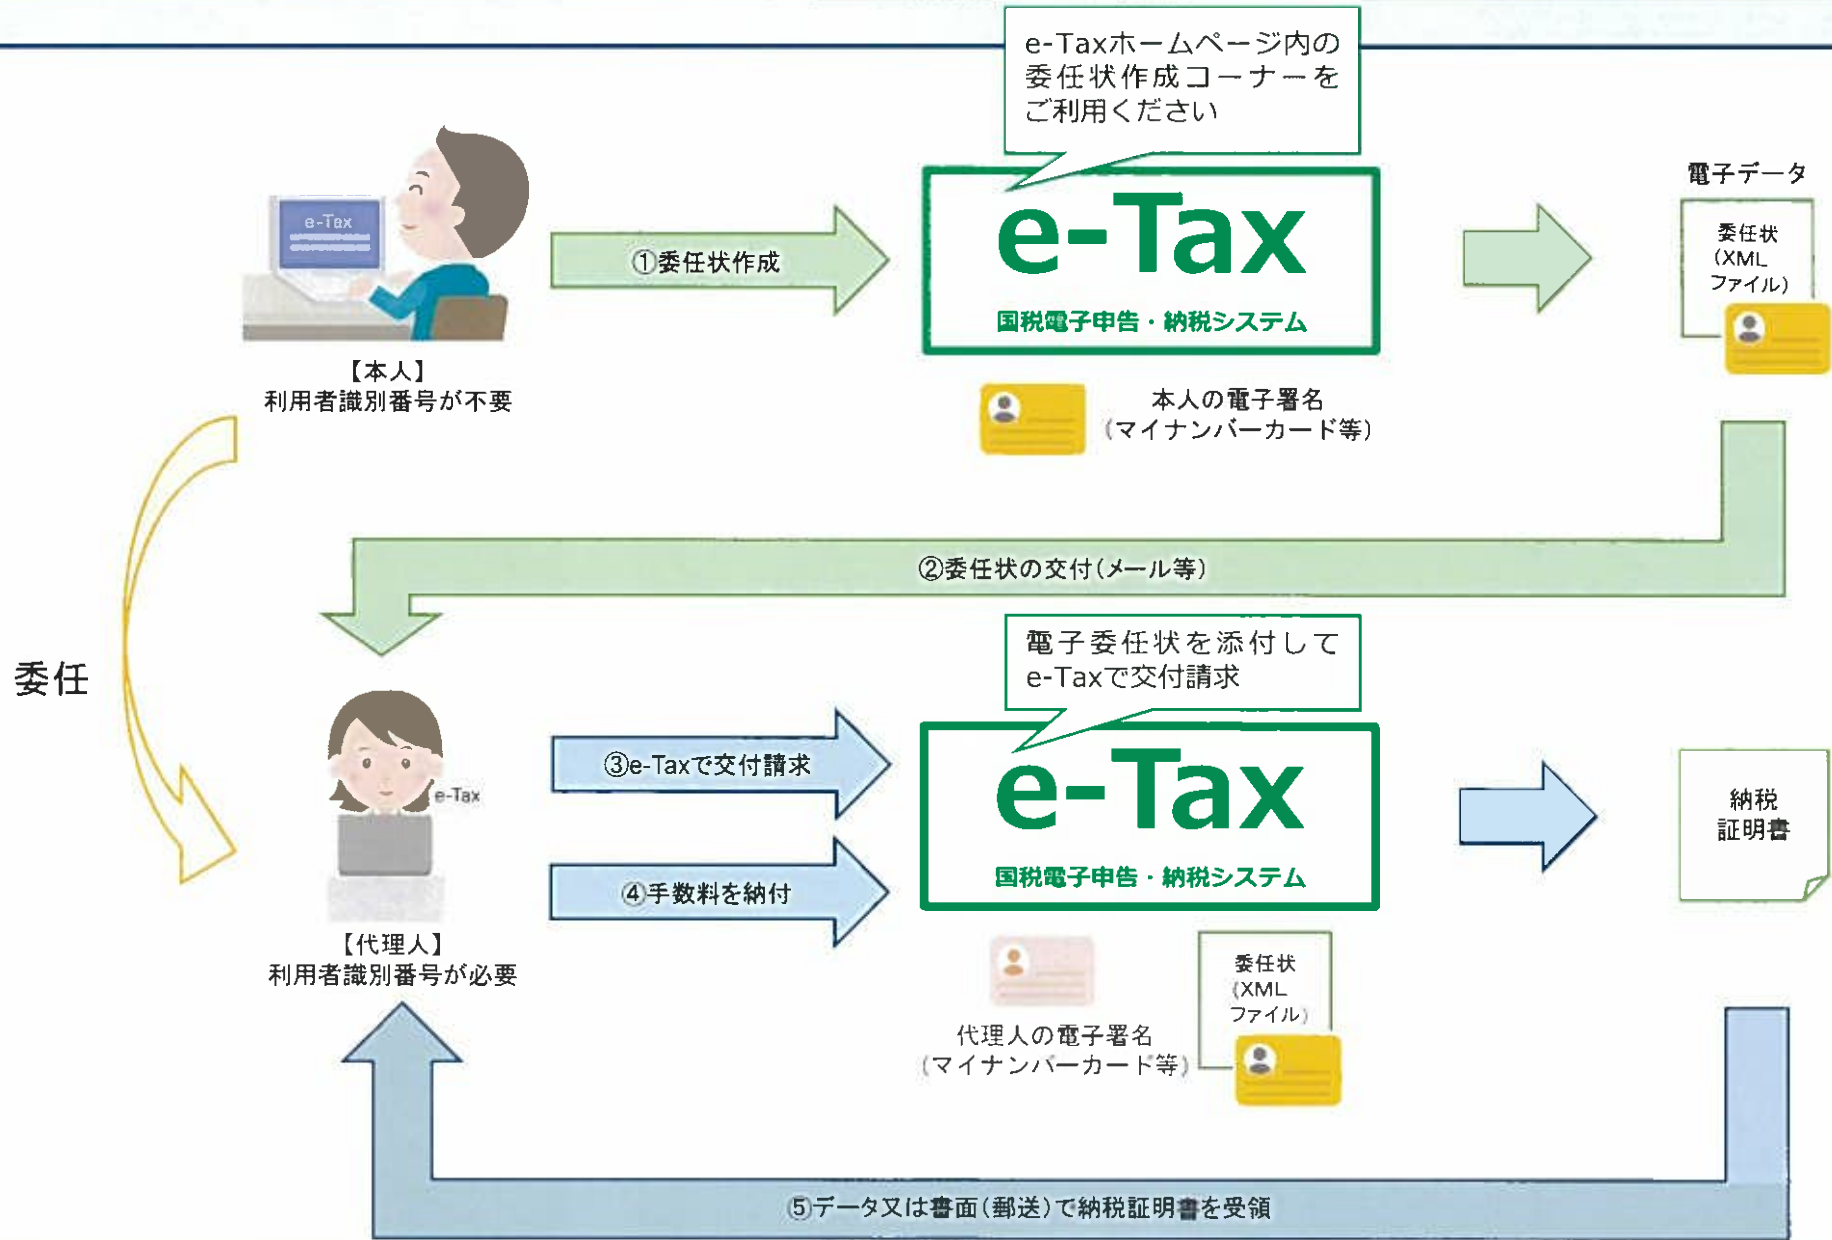 e-Taxホームページ内の
委任状作成コーナーを
ご利用ください
e-Tax
①委任状作成
e-Tax
国税電子申告・納税システム
電子データ
委任状
(XML
ファイル)
【本人】
利用者識別番号が不要
本人の電子署名
(マイナンバーカード等)
②委任状の交付(メール等)
委任
電子委任状を添付して
e-Taxで交付請求
e-Tax
③e-Taxで交付請求
④手数料を納付
e-Tax
国税電子申告・納税システム
納税
証明書
【代理人】
利用者識別番号が必要
代理人の電子署名
(マイナンバーカード等)
委任状
(XML
ファイル)
⑤データ又は書面(郵送)で納税証明書を受領